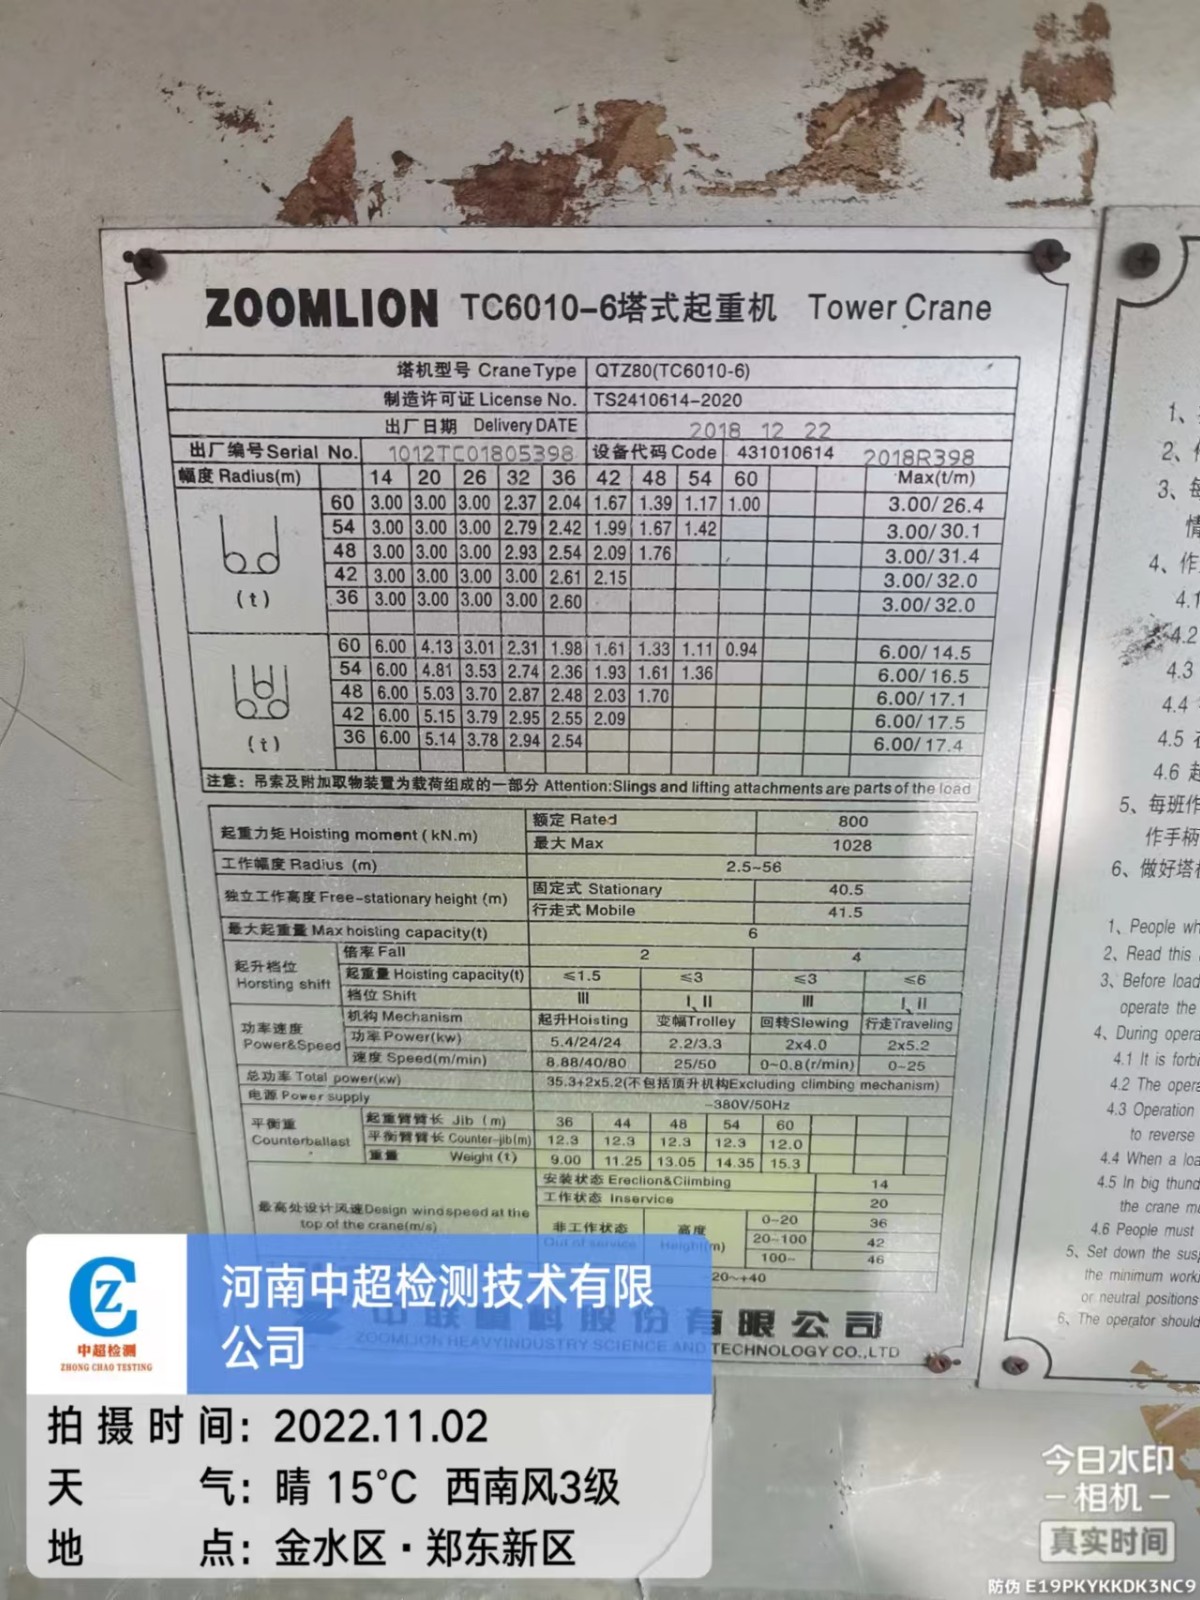 ZOOMLION TC6010-6塔式起重机 Tower Crane
塔机型号 Crane Type QTZ80(TC6010-6)
制造许可证 License No. TS2410614-2020
出厂日期 Delivery DATE 2018 12 22
出厂编号 Serial No. 1012TC01805398 设备代码 Code 431010614 2018R398
幅度 Radius(m) 14 20 26 32 36 42 48 54 60 Max(t/m)
60 3.00 3.00 3.00 2.37 2.04 1.67 1.39 1.17 1.00 3.00/26.4
54 3.00 3.00 3.00 2.79 2.42 1.99 1.67 1.42 3.00/30.1
48 3.00 3.00 3.00 2.93 2.54 2.09 1.76 3.00/31.4
42 3.00 3.00 3.00 3.00 2.61 2.15 3.00/32.0
(t) 36 3.00 3.00 3.00 3.00 2.60 3.00/32.0
60 6.00 4.13 3.01 2.31 1.98 1.61 1.33 1.11 0.94 6.00/14.5
54 6.00 4.81 3.53 2.74 2.36 1.93 1.61 1.36 6.00/16.5
48 6.00 5.03 3.70 2.87 2.48 2.03 1.70 6.00/17.1
42 6.00 5.15 3.79 2.95 2.55 2.09 6.00/17.5
(t) 36 6.00 5.14 3.78 2.94 2.54 6.00/17.4
注意: 吊索及附加取物装置为载荷组成的一部分 Attention:Slings and lifting attachments are parts of the load
起重力矩 Hoisting moment (kN.m) 额定 Rated 800
最大 Max 1028
工作幅度 Radius (m) 2.5~56
独立工作高度 Free-stationary height (m) 固定式 Stationary 40.5
行走式 Mobile 41.5
最大起重量 Max hoisting capacity(t) 6
起升档位 Horsting shift 倍率 Fall 2 4
起重量 Hoisting capacity(t) ≤1.5 ≤3 ≤3 ≤6
档位 Shift III I、II III I、II
功率速度 Power&Speed 机构 Mechanism 起升Hoisting 变幅Trolley 回转Slewing 行走Traveling
功率 Power(kw) 5.4/24/24 2.2/3.3 2x4.0 2x5.2
速度 Speed(m/min) 8.88/40/80 25/50 0~0.8(r/min) 0~25
总功率 Total power(kw) 35.3+2x5.2(不包括顶升机构Excluding climbing mechanism)
电源 Power supply ~380V/50Hz
平衡重 Counterballast 起重臂臂长 Jib (m) 36 44 48 54 60
平衡臂臂长 Counter-jib(m) 12.3 12.3 12.3 12.3 12.0
重量 Weight (t) 9.00 11.25 13.05 14.35 15.3
最高处设计风速Design windspeed at the top of the crane(m/s) 安装状态 Ereclion&Climbing 14
工作状态 Inservice 20
非工作状态 Out of service 高度 Height(m) 0~20 36
20~100 42
100~ 46
20~+40
中联重科股份有限公司
ZOOMLION HEAVYINDUSTRY SCIENCE AND TECHNOLOGY CO.,LTD
1、
2、
3、每
情
4、作
4.1
4.2
4.3
4.4
4.5
4.6 起
5、每班作
作手柄
6、做好塔机
1、People wh
2、Read this
3、Before load
operate the
4、During opera
4.1 It is forbi
4.2 The opera
4.3 Operation
to reverse
4.4 When a loa
4.5 In big thund
the crane mu
4.6 People must
5、Set down the sus
the minimum worki
or neutral positions
6、The operator should
中超检测
ZHONG CHAO TESTING
河南中超检测技术有限
公司
拍摄时间: 2022.11.02
天气: 晴 15℃ 西南风3级
地点: 金水区·郑东新区
今日水印
相机
真实时间
防伪 E19PKYKKDK3NC9